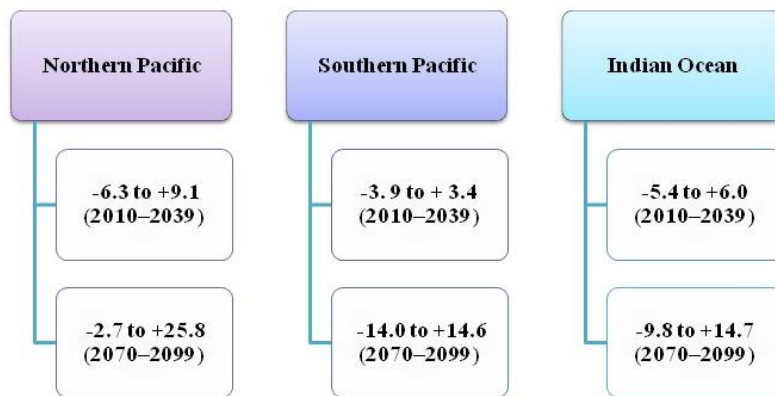 Northern Pacific
-6.3 to +9.1
(2010–2039)
-2.7 to +25.8
(2070–2099)
Southern Pacific
-3. 9 to + 3.4
(2010–2039)
-14.0 to +14.6
(2070–2099)
Indian Ocean
-5.4 to +6.0
(2010–2039)
-9.8 to +14.7
(2070–2099)